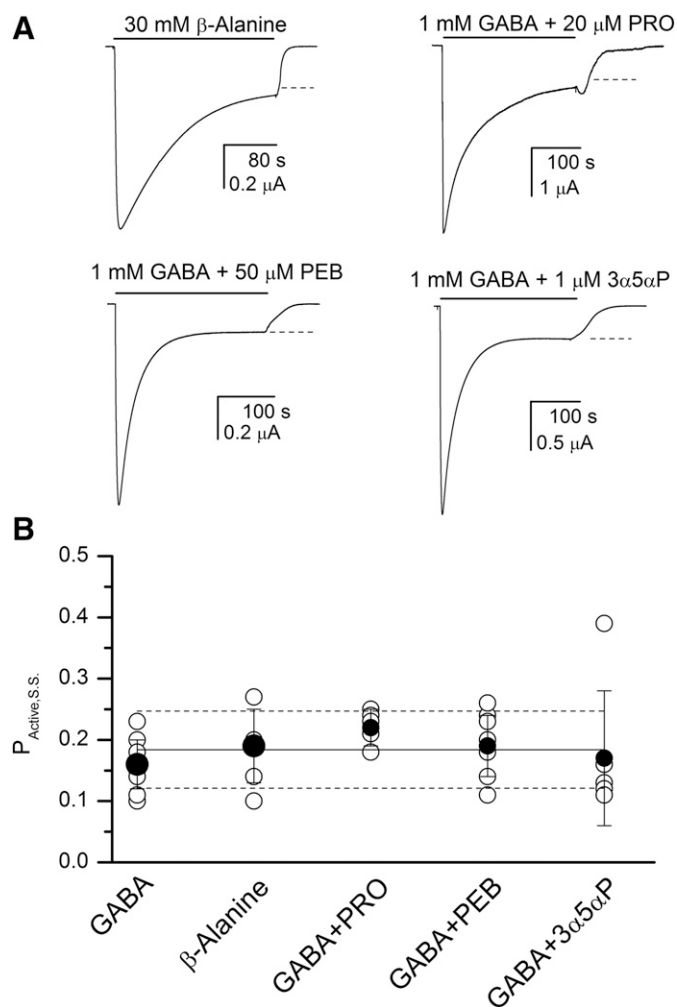 A
30 mM β-Alanine
80 s
0.2 μA
1 mM GABA + 20 μM PRO
100 s
1 μA
1 mM GABA + 50 μM PEB
100 s
0.2 μA
1 mM GABA + 1 μM 3α5αP
100 s
0.5 μA
B
P Active,S.S.
0.5
0.4
0.3
0.2
0.1
0.0
GABA
β-Alanine
GABA+PRO
GABA+PEB
GABA+3α5αP